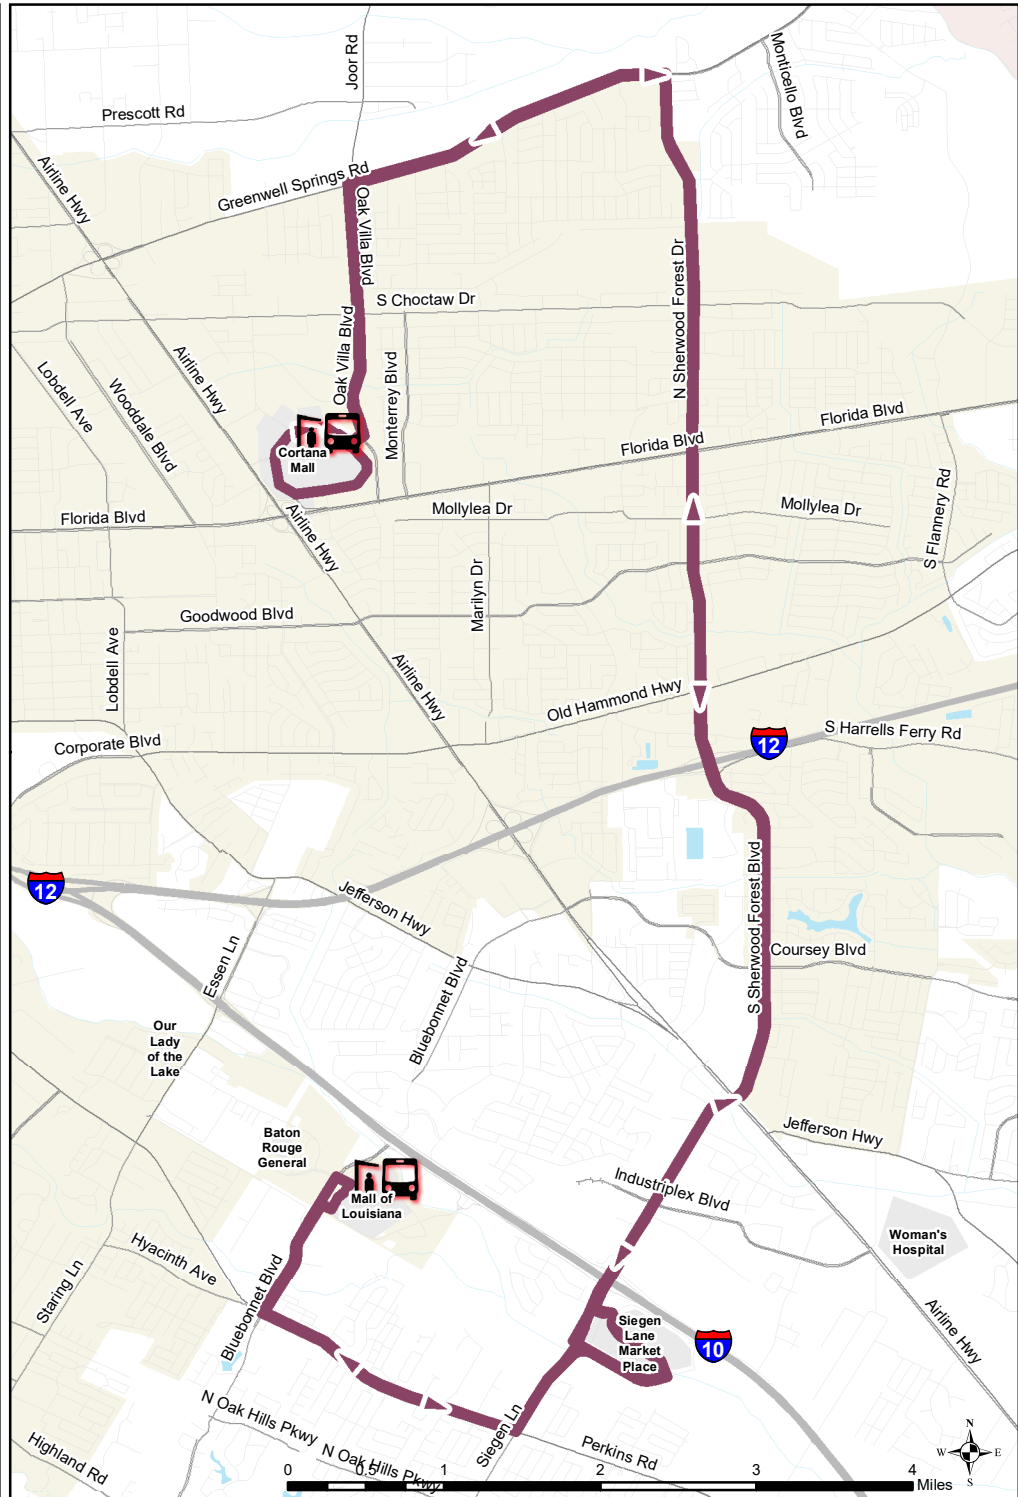 Joor Rd
Monticello Blvd
Prescott Rd
Airline Hwy
Greenwell Springs Rd
Oak Villa Blvd
N Sherwood Forest Dr
S Choctaw Dr
Oak Villa Blvd
Airline Hwy
Monterrey Blvd
Lobdell Ave
Wooddale Blvd
Florida Blvd
Florida Blvd
Cortana
Mall
S Flannery Rd
Florida Blvd
Airline Hwy
Mollylea Dr
Mollylea Dr
Marilyn Dr
Goodwood Blvd
Lobdell Ave
Airline Hwy
Old Hammond Hwy
Corporate Blvd
12
S Harrells Ferry Rd
12
Jefferson Hwy
S Sherwood Forest Blvd
Essen Ln
Bluebonnet Blvd
Coursey Blvd
Our
Lady
of the
Lake
Baton
Rouge
General
Jefferson Hwy
Mall of
Louisiana
Industriplex Blvd
Woman's
Hospital
Hyacinth Ave
Staring Ln
Bluebonnet Blvd
Siegen
Lane
Market
Place
10
Airline Hwy
N Oak Hills Pkwy
Siegen Ln
Perkins Rd
Highland Rd
N Oak Hills Pkwy
N
W E
S
0 0.5 1 2 3 4
Miles